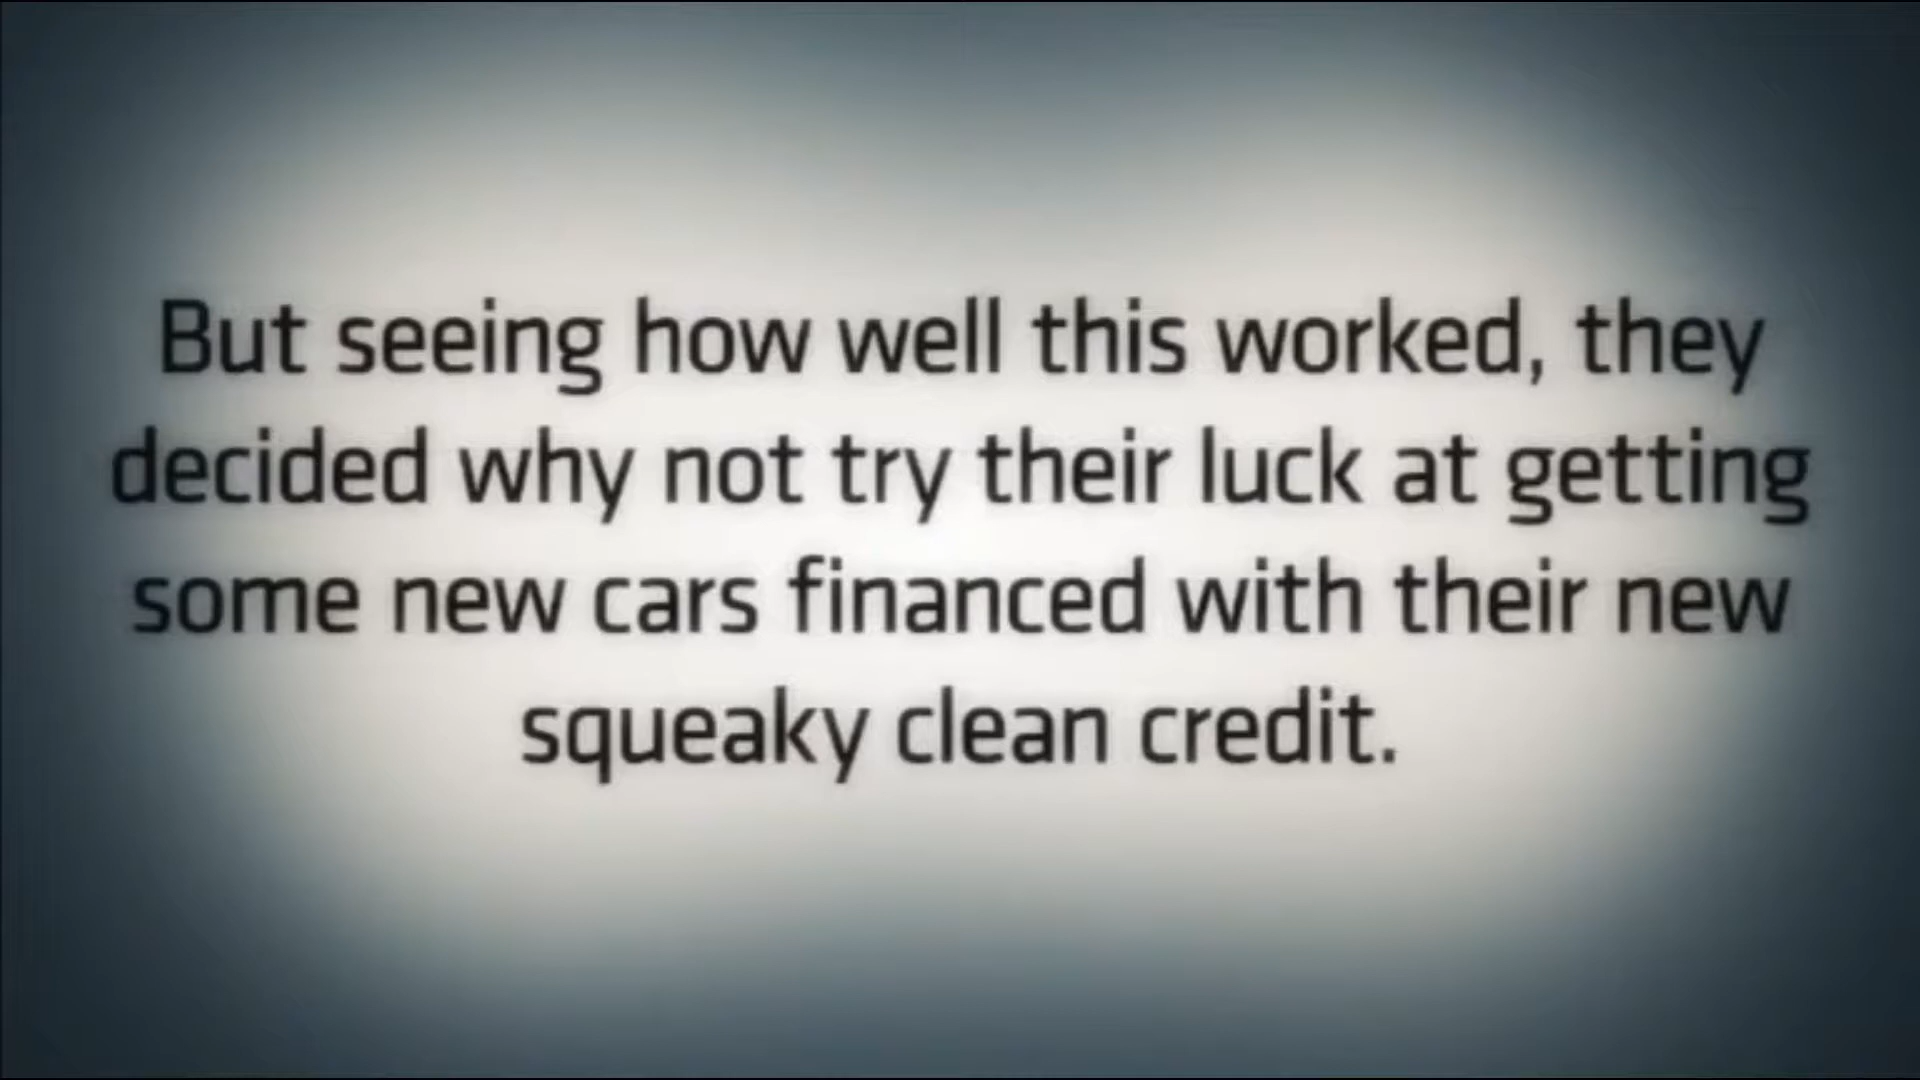 But seeing how well this worked, they
decided why not try their luck at getting
some new cars financed with their new
squeaky clean credit.